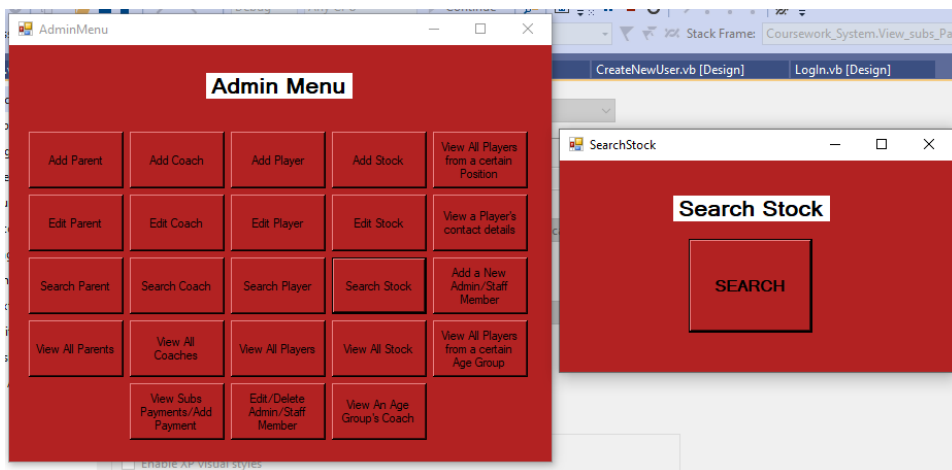 Debug
Any CPU
Continue
AdminMenu
Stack Frame:
Coursework_System.View_subs_Pa
CreateNewUser.vb [Design]
LogIn.vb [Design]
Admin Menu
Add Parent
Add Coach
Add Player
Add Stock
View All Players
from a certain
Position
Edit Parent
Edit Coach
Edit Player
Edit Stock
View a Player's
contact details
Search Parent
Search Coach
Search Player
Search Stock
Add a New
Admin/Staff
Member
View All Parents
View All
Coaches
View All Players
View All Stock
View All Players
from a certain
Age Group
View Subs
Payments/Add
Payment
Edit/Delete
Admin/Staff
Member
View An Age
Group's Coach
SearchStock
Search Stock
SEARCH
Enable XP visual styles